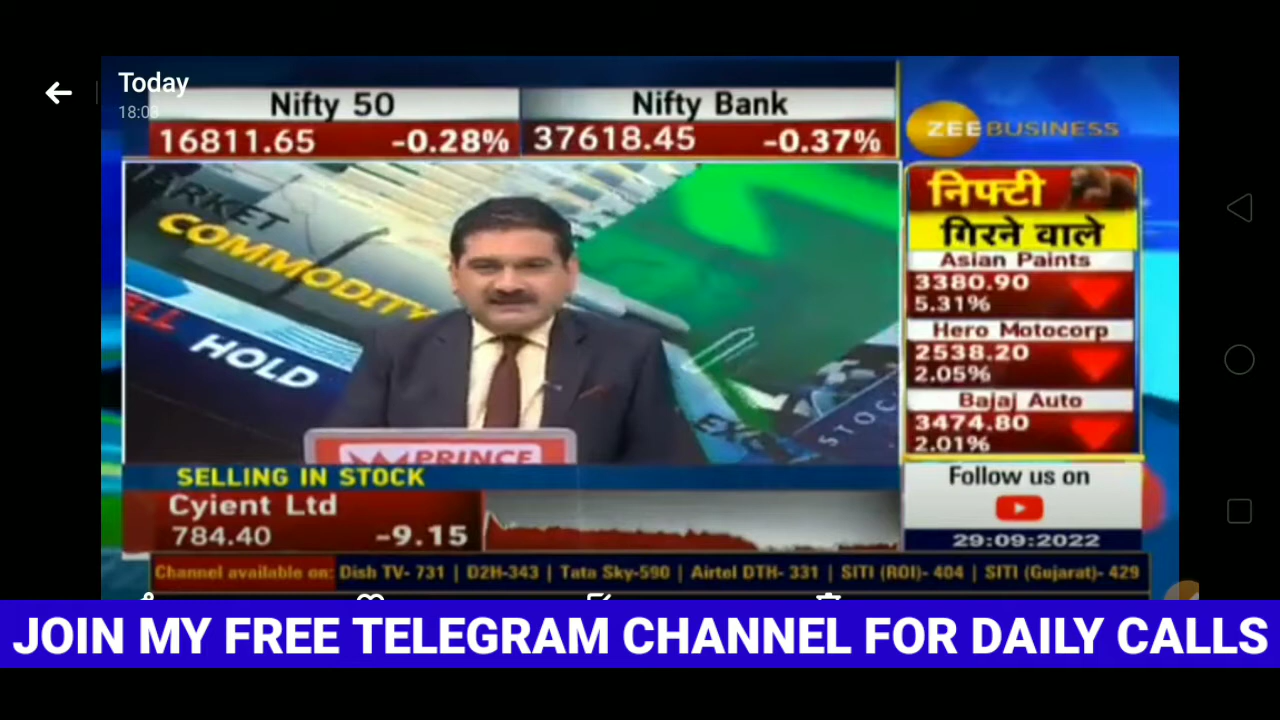 Today
18:03
Nifty 50
16811.65 -0.28%
Nifty Bank
37618.45 -0.37%
ZEE BUSINESS
MARKET
COMMODITY
SELL
HOLD
STOC
PRINCE
निफ्टी
गिरने वाले
Asian Paints
3380.90
5.31%
Hero Motocorp
2538.20
2.05%
Bajaj Auto
3474.80
2.01%
Follow us on
29:09:2022
SELLING IN STOCK
Cyient Ltd
784.40 -9.15
Channel available on: Dish TV- 731 | D2H-343 | Tata Sky-590 | Airtel DTH- 331 | SITI (ROI)- 404 | SITI (Gujarat)- 429
JOIN MY FREE TELEGRAM CHANNEL FOR DAILY CALLS